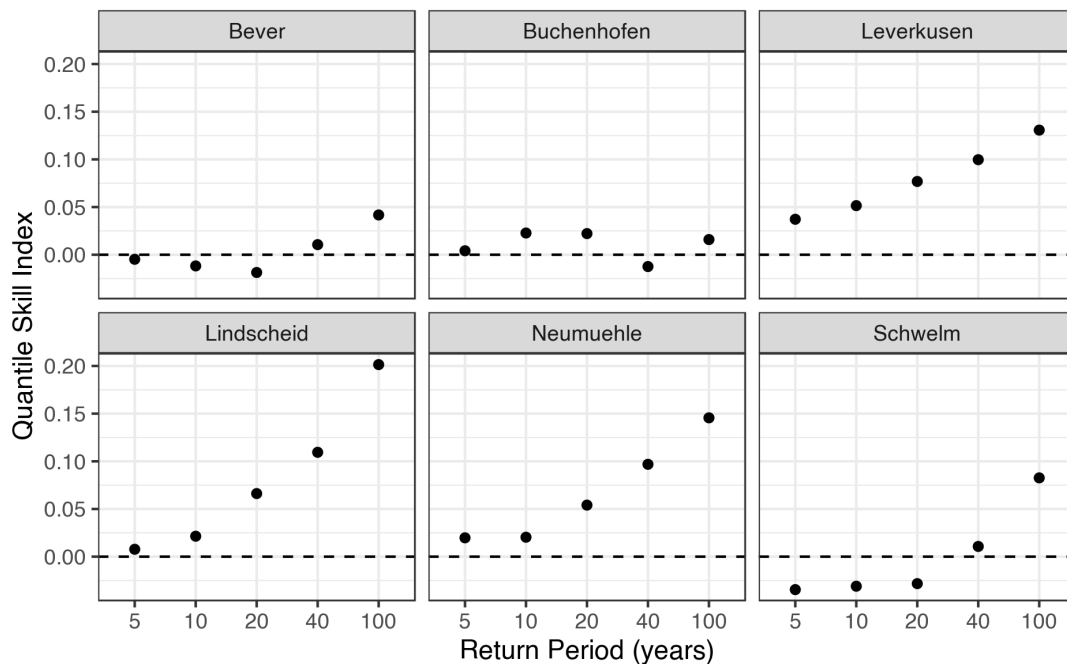 Bever
Buchenhofen
Leverkusen
0.20
0.15
0.10
0.05
0.00
Lindscheid
Neumuehle
Schwelm
0.20
0.15
0.10
0.05
0.00
5 10 20 40 100
5 10 20 40 100
5 10 20 40 100
Quantile Skill Index
Return Period (years)